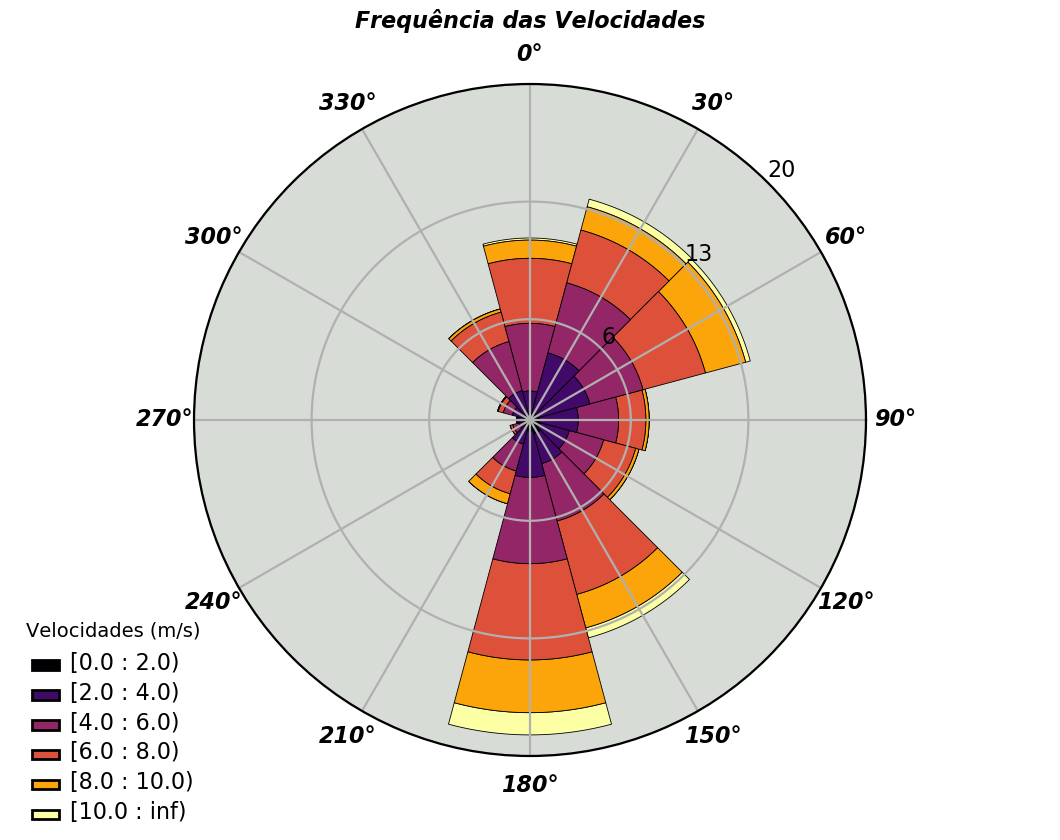 Frequência das Velocidades
0°
330°
30°
20
300°
60°
13
6
270°
90°
240°
120°
210°
150°
180°
Velocidades (m/s)
[0.0 : 2.0)
[2.0 : 4.0)
[4.0 : 6.0)
[6.0 : 8.0)
[8.0 : 10.0)
[10.0 : inf)